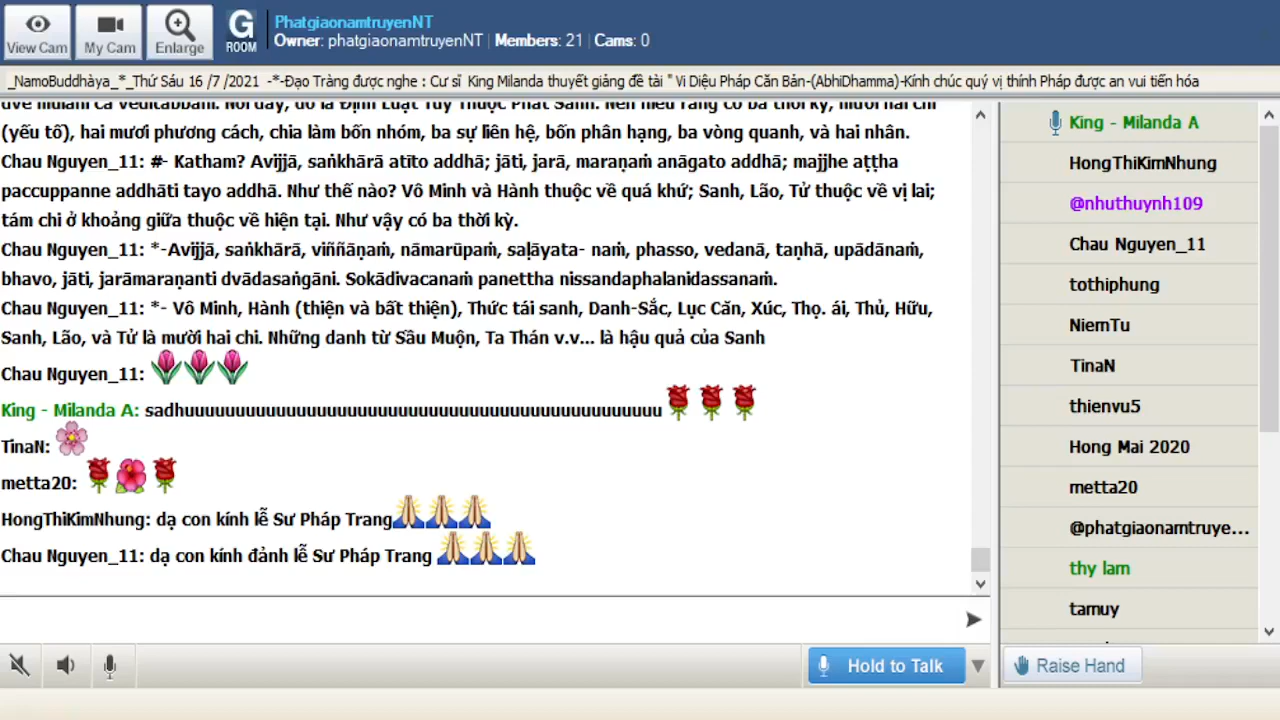 View Cam
My Cam
Enlarge
G
ROOM
PhatgiaonamtruyenNT
Owner: phatgiaonamtruyenNT | Members: 21 | Cams: 0
_NamoBuddhàya_*_Thứ Sáu 16 /7 /2021 -*-Đạo Tràng được nghe : Cư sĩ King Milanda thuyết giảng đề tài " Vi Diệu Pháp Căn Bản-(AbhiDhamma)-Kính chúc quý vị thính Pháp được an vui tiến hóa
(yếu tố), hai mươi phương cách, chia làm bốn nhóm, ba sự liên hệ, bốn phân hạng, ba vòng quanh, và hai nhân.
Chau Nguyen_11: #- Katham? Avijjā, saṅkhārā atīto addhā; jāti, jarā, maraṇaṁ anāgato addhā; majjhe aṭṭha
paccuppanne addhāti tayo addhā. Như thế nào? Vô Minh và Hành thuộc về quá khứ; Sanh, Lão, Tử thuộc về vị lai;
tám chi ở khoảng giữa thuộc về hiện tại. Như vậy có ba thời kỳ.
Chau Nguyen_11: *-Avijjā, saṅkhārā, viññāṇaṁ, nāmarūpaṁ, saḷāyata- naṁ, phasso, vedanā, taṇhā, upādānaṁ,
bhavo, jāti, jarāmaraṇanti dvādasaṅgāni. Sokādivacanaṁ panettha nissandaphalanidassanaṁ.
Chau Nguyen_11: *- Vô Minh, Hành (thiện và bất thiện), Thức tái sanh, Danh-Sắc, Lục Căn, Xúc, Thọ. ái, Thủ, Hữu,
Sanh, Lão, và Tử là mười hai chi. Những danh từ Sầu Muộn, Ta Thán v.v... là hậu quả của Sanh
Chau Nguyen_11:
King - Milanda A: sadhuuuuuuuuuuuuuuuuuuuuuuuuuuuuuuuuuuuuuuuuuuuuuuu
TinaN:
metta20:
HongThiKimNhung: dạ con kính lễ Sư Pháp Trang
Chau Nguyen_11: dạ con kính đảnh lễ Sư Pháp Trang
Hold to Talk
King - Milanda A
HongThiKimNhung
@nhuthuynh109
Chau Nguyen_11
tothiphung
NiemTu
TinaN
thienvu5
Hong Mai 2020
metta20
@phatgiaonamtruye...
thy lam
tamuy
Raise Hand